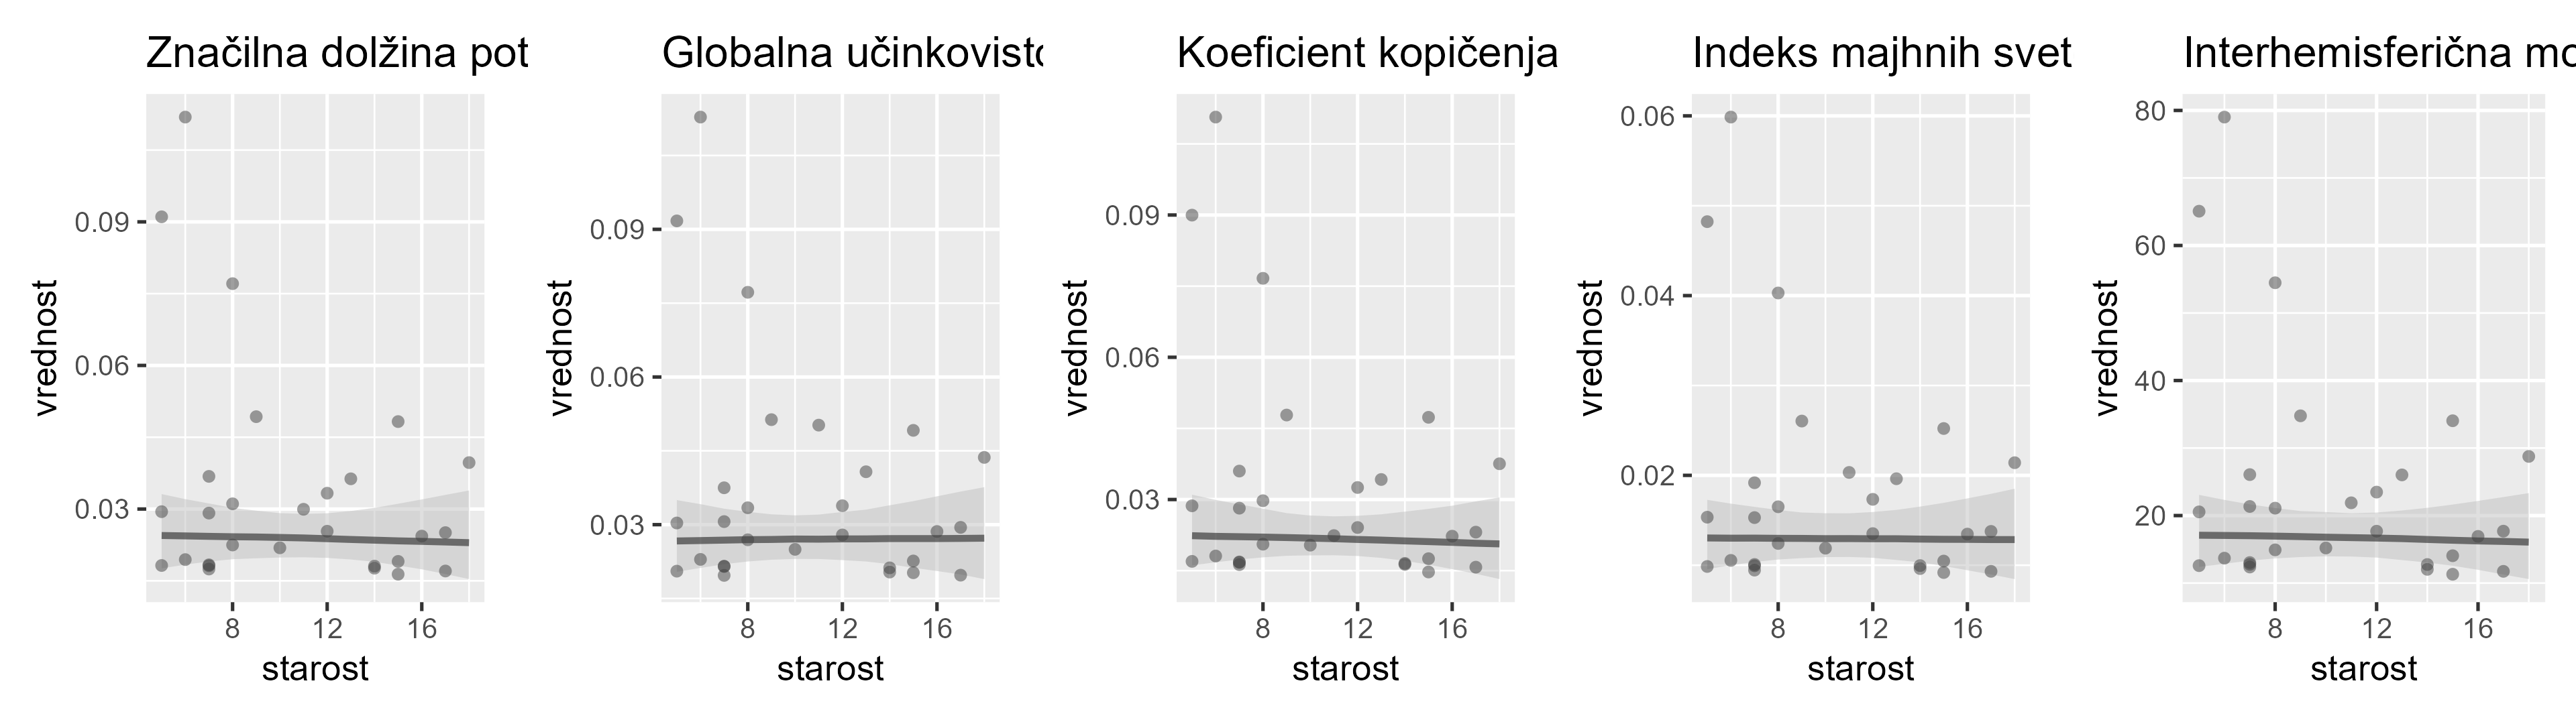 Značilna dolžina pot
vrednost
0.09
0.06
0.03
8 12 16
starost
Globalna učinkovisto
vrednost
0.09
0.06
0.03
8 12 16
starost
Koeficient kopičenja
vrednost
0.09
0.06
0.03
8 12 16
starost
Indeks majhnih svet
vrednost
0.06
0.04
0.02
8 12 16
starost
Interhemisferična mo
vrednost
80
60
40
20
8 12 16
starost